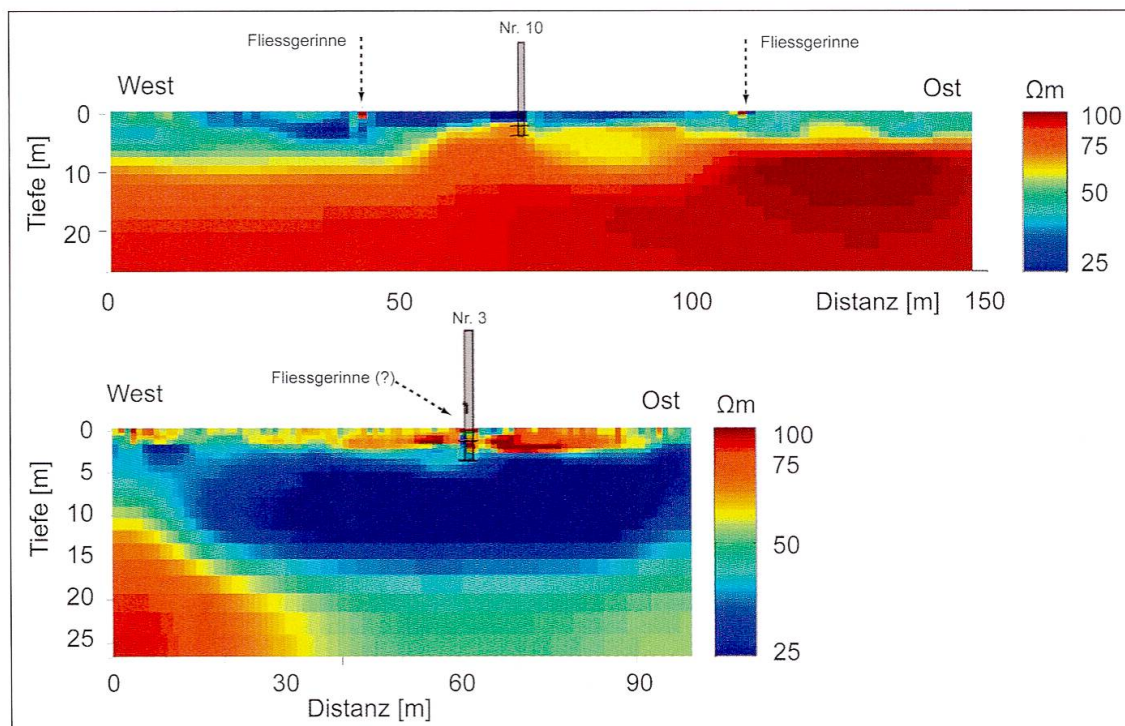 Nr. 10
Fliessgerinne
Fliessgerinne
West
Ost
Ωm
0
10
20
Tiefe [m]
100
75
50
25
0
50
100
Distanz [m]
150
Nr. 3
Fliessgerinne (?)
West
Ost
Ωm
0
5
10
15
20
25
Tiefe [m]
100
75
50
25
0
30
60
90
Distanz [m]